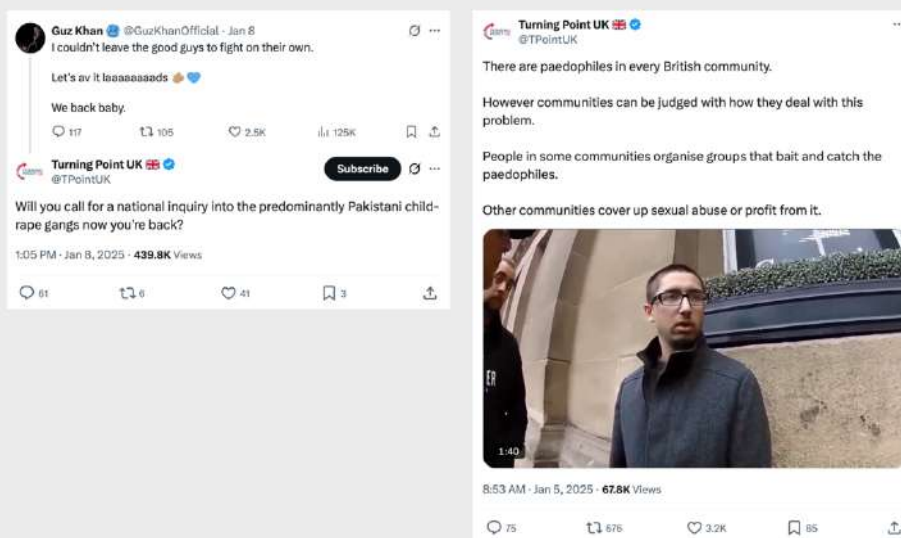 Guz Khan @GuzKhanOfficial · Jan 8
I couldn't leave the good guys to fight on their own.
Let's av it laaaaaaaads
We back baby.
117 105 2.5K 125K
Turning Point UK
@TPointUK
Subscribe
Will you call for a national inquiry into the predominantly Pakistani child-
rape gangs now you're back?
1:05 PM · Jan 8, 2025 · 439.8K Views
61 6 41 3
Turning Point UK
@TPointUK
There are paedophiles in every British community.
However communities can be judged with how they deal with this
problem.
People in some communities organise groups that bait and catch the
paedophiles.
Other communities cover up sexual abuse or profit from it.
ER
1:40
8:53 AM · Jan 5, 2025 · 67.8K Views
75 676 3.2K 85